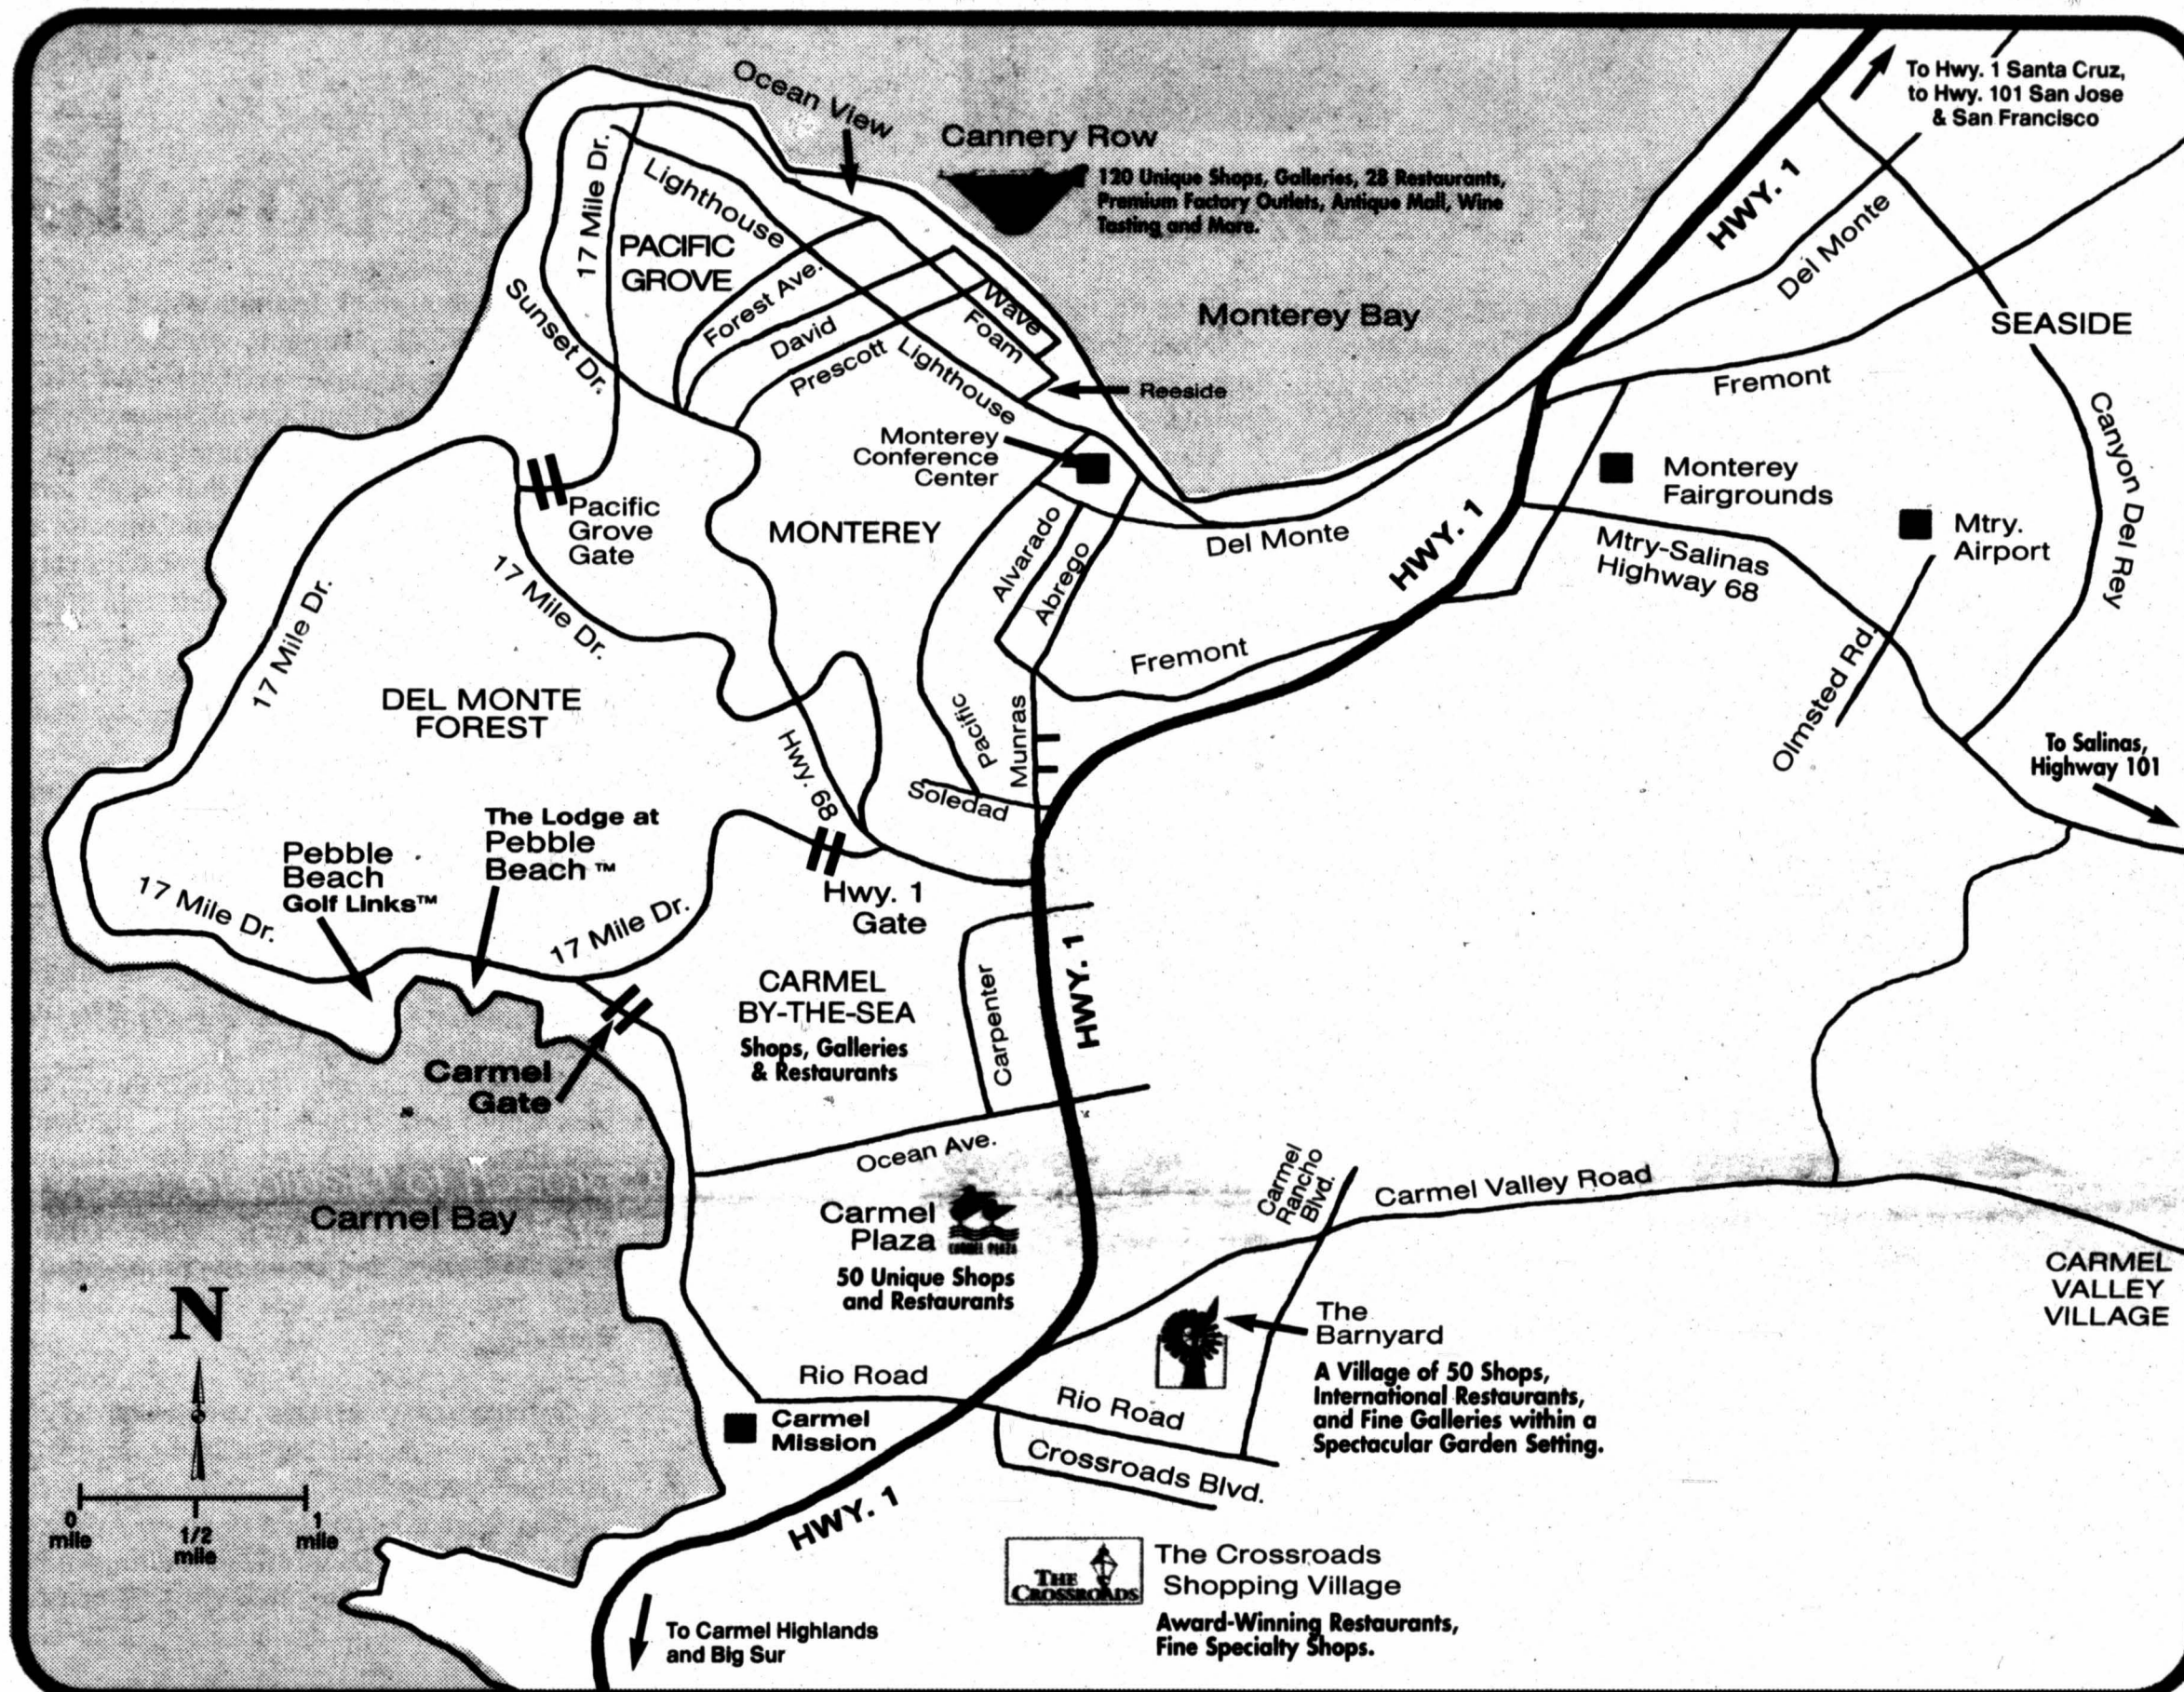 Ocean View
Cannery Row
120 Unique Shops, Galleries, 28 Restaurants,
Premium Factory Outlets, Antique Mall, Wine
Tasting and More.
To Hwy. 1 Santa Cruz,
to Hwy. 101 San Jose
& San Francisco
HWY. 1
Del Monte
17 Mile Dr.
Lighthouse
PACIFIC
GROVE
Forest Ave.
Sunset Dr.
David
Prescott
Lighthouse
Wave
Foam
Reeside
Monterey Bay
SEASIDE
Fremont
Canyon Del Rey
Monterey
Conference
Center
Monterey
Fairgrounds
Mtry.
Airport
Pacific
Grove
Gate
MONTEREY
Alvarado
Abrego
Del Monte
HWY. 1
Mtry-Salinas
Highway 68
17 Mile Dr.
17 Mile Dr.
Fremont
Olmsted Rd.
DEL MONTE
FOREST
Hwy. 68
Pacific
Munras
Soledad
To Salinas,
Highway 101
The Lodge at
Pebble
Beach ™
Pebble
Beach
Golf Links™
17 Mile Dr.
17 Mile Dr.
Hwy. 1
Gate
CARMEL
BY-THE-SEA
Shops, Galleries
& Restaurants
Carpenter
HWY. 1
Carmel
Gate
Ocean Ave.
Carmel Bay
Carmel
Plaza
CARMEL PLAZA
50 Unique Shops
and Restaurants
Carmel
Rancho
Blvd.
Carmel Valley Road
CARMEL
VALLEY
VILLAGE
N
The
Barnyard
A Village of 50 Shops,
International Restaurants,
and Fine Galleries within a
Spectacular Garden Setting.
Rio Road
Rio Road
Carmel
Mission
Crossroads Blvd.
HWY. 1
0
mile
1/2
mile
1
mile
THE
CROSSROADS
The Crossroads
Shopping Village
Award-Winning Restaurants,
Fine Specialty Shops.
To Carmel Highlands
and Big Sur